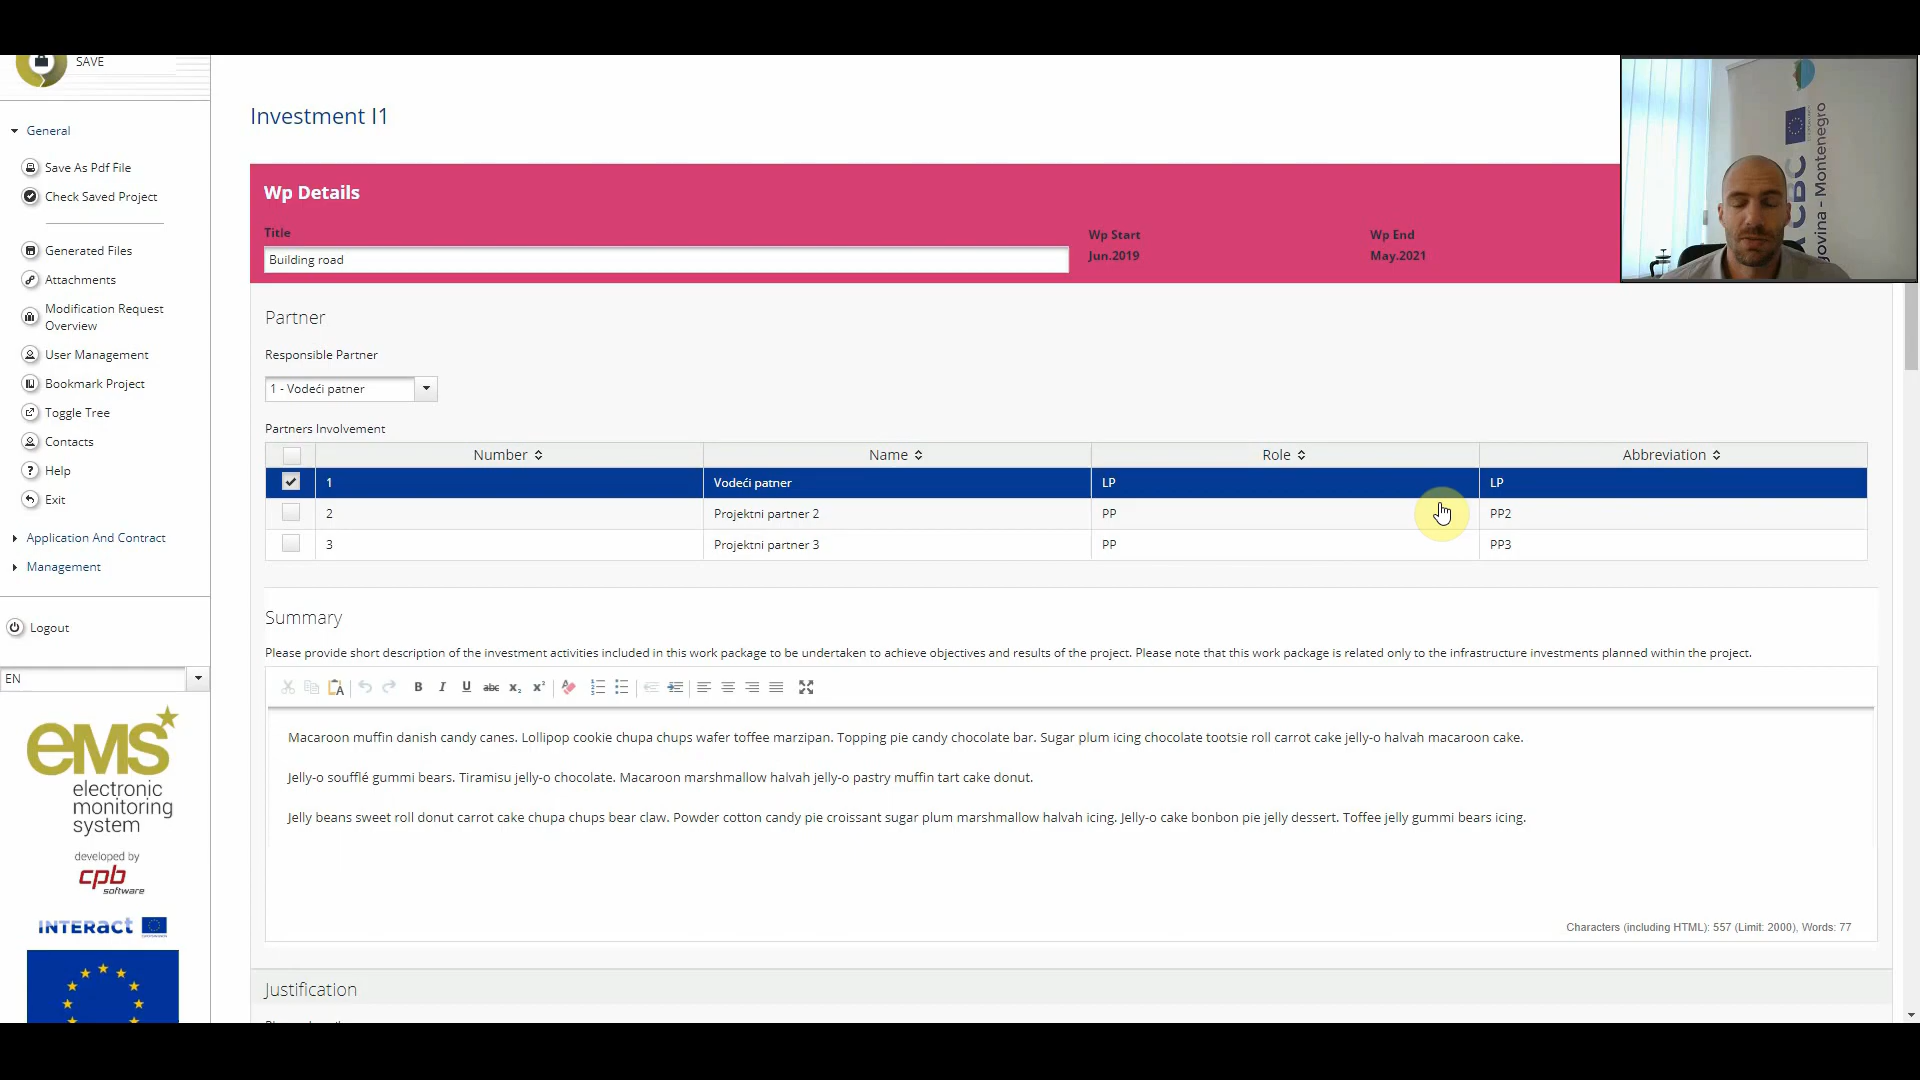 SAVE
General
Save As Pdf File
Check Saved Project
Generated Files
Attachments
Modification Request
Overview
User Management
Bookmark Project
Toggle Tree
Contacts
Help
Exit
Application And Contract
Management
Logout
EN
eMS
electronic
monitoring
system
developed by
cpb
software
INTERACT
Investment I1
Wp Details
Title
Building road
Wp Start
Jun.2019
Wp End
May.2021
Partner
Responsible Partner
1 - Vodeći patner
Partners Involvement
Number Name Role Abbreviation
1 Vodeći patner LP LP
2 Projektni partner 2 PP PP2
3 Projektni partner 3 PP PP3
Summary
Please provide short description of the investment activities included in this work package to be undertaken to achieve objectives and results of the project. Please note that this work package is related only to the infrastructure investments planned within the project.
B I U abc x₂ x²
Macaroon muffin danish candy canes. Lollipop cookie chupa chups wafer toffee marzipan. Topping pie candy chocolate bar. Sugar plum icing chocolate tootsie roll carrot cake jelly-o halvah macaroon cake.
Jelly-o soufflé gummi bears. Tiramisu jelly-o chocolate. Macaroon marshmallow halvah jelly-o pastry muffin tart cake donut.
Jelly beans sweet roll donut carrot cake chupa chups bear claw. Powder cotton candy pie croissant sugar plum marshmallow halvah icing. Jelly-o cake bonbon pie jelly dessert. Toffee jelly gummi bears icing.
Characters (including HTML): 557 (Limit: 2000), Words: 77
Justification
CBC
govina - Montenegro